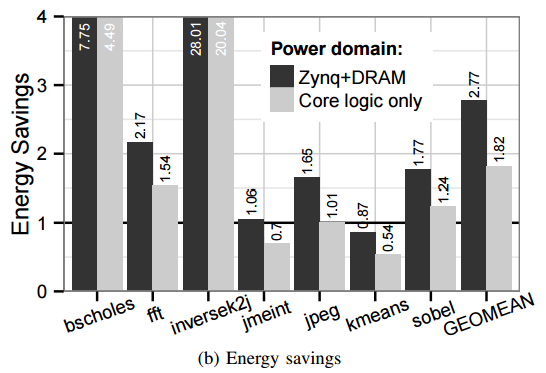 Energy Savings
4
3
2
1
0
Power domain:
Zynq+DRAM
Core logic only
7.75
4.49
2.17
1.54
28.01
20.04
1.06
0.7
1.65
1.01
0.87
0.54
1.77
1.24
2.77
1.82
bscholes
fft
inversek2j
jmeint
jpeg
kmeans
sobel
GEOMEAN
(b) Energy savings